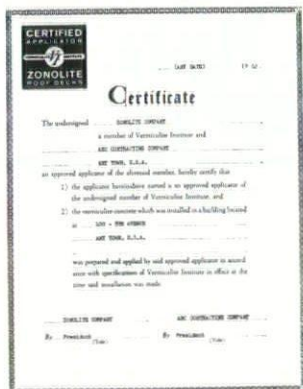 CERTIFIED
APPLICATOR
ZONOLITE
ROOF DECKS
(ANY DATE) 19
Certificate
The undersigned ZONOLITE COMPANY
a member of Vermiculite Institute and
ABC CONTRACTING COMPANY
ANY TOWN, U.S.A.
an approved applicator of the aforesaid member, hereby certify that
1) the applicator hereinabove named is an approved applicator of
the undersigned member of Vermiculite Institute, and
2) the vermiculite concrete which was installed in a building located
at 100 - 5TH AVENUE
ANY TOWN, U.S.A.
was prepared and applied by said approved applicator in accord
ance with specifications of Vermiculite Institute in effect at the
time said installation was made.
ZONOLITE COMPANY ABC CONTRACTING COMPANY
By President By President
(Title) (Title)